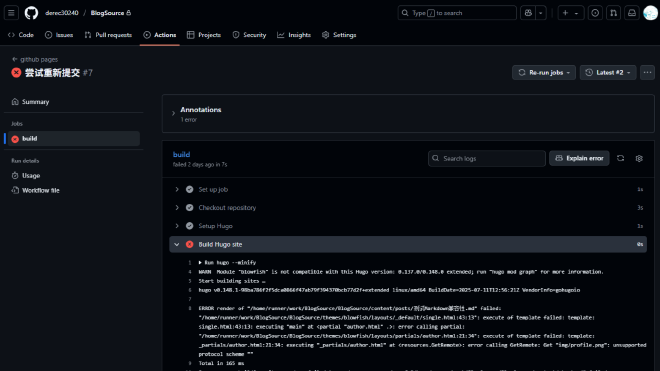 derec30240 / BlogSource
Type / to search
Code
Issues
Pull requests
Actions
Projects
Security
Insights
Settings
github pages
尝试重新提交 #7
Re-run jobs
Latest #2
Summary
Jobs
build
Run details
Usage
Workflow file
Annotations
1 error
build
failed 2 days ago in 7s
Search logs
Explain error
Set up job
1s
Checkout repository
3s
Setup Hugo
1s
Build Hugo site
0s
1 ▶ Run hugo --minify
4 WARN Module "blowfish" is not compatible with this Hugo version: 0.137.0/0.148.0 extended; run "hugo mod graph" for more information.
5 Start building sites …
6 hugo v0.148.1-98ba786f2f5dca0866f47ab79f394370bcb77d2f+extended linux/amd64 BuildDate=2025-07-11T12:56:21Z VendorInfo=gohugoio
7
8 ERROR render of "/home/runner/work/BlogSource/BlogSource/content/posts/测试Markdown兼容性.md" failed:
"/home/runner/work/BlogSource/BlogSource/themes/blowfish/layouts/_default/single.html:43:13": execute of template failed: template:
single.html:43:13: executing "main" at <partial "author.html" .>: error calling partial:
"/home/runner/work/BlogSource/BlogSource/themes/blowfish/layouts/partials/author.html:21:34": execute of template failed: template:
_partials/author.html:21:34: executing "_partials/author.html" at <resources.GetRemote>: error calling GetRemote: Get "img/profile.png": unsupported
protocol scheme ""
9 Total in 165 ms